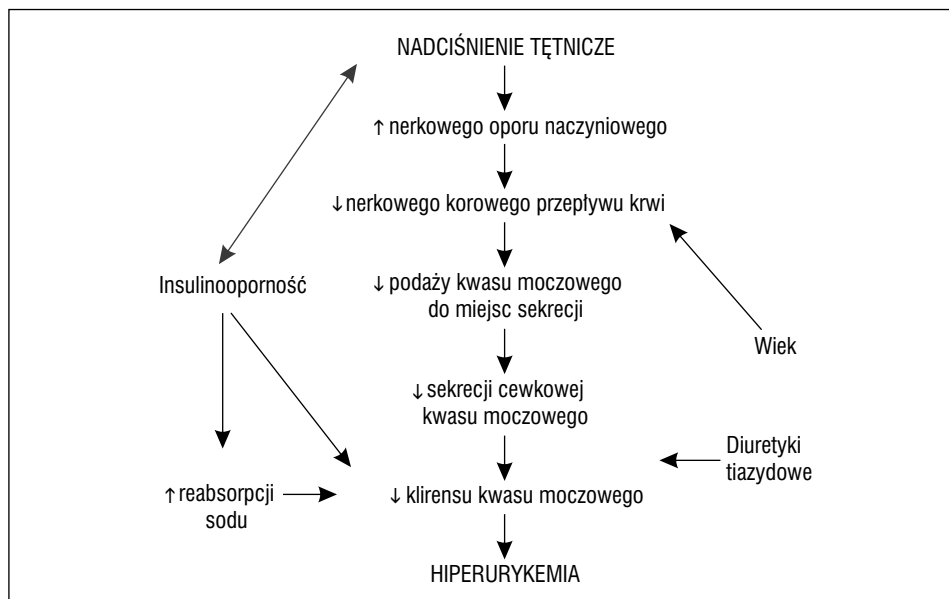 NADCIŚNIENIE TĘTNICZE
↑ nerkowego oporu naczyniowego
↓ nerkowego korowego przepływu krwi
Insulinooporność
↓ podaży kwasu moczowego
do miejsc sekrecji
Wiek
↓ sekrecji cewkowej
kwasu moczowego
Diuretyki
tiazydowe
↑ reabsorpcji
sodu
↓ klirensu kwasu moczowego
HIPERURYKEMIA